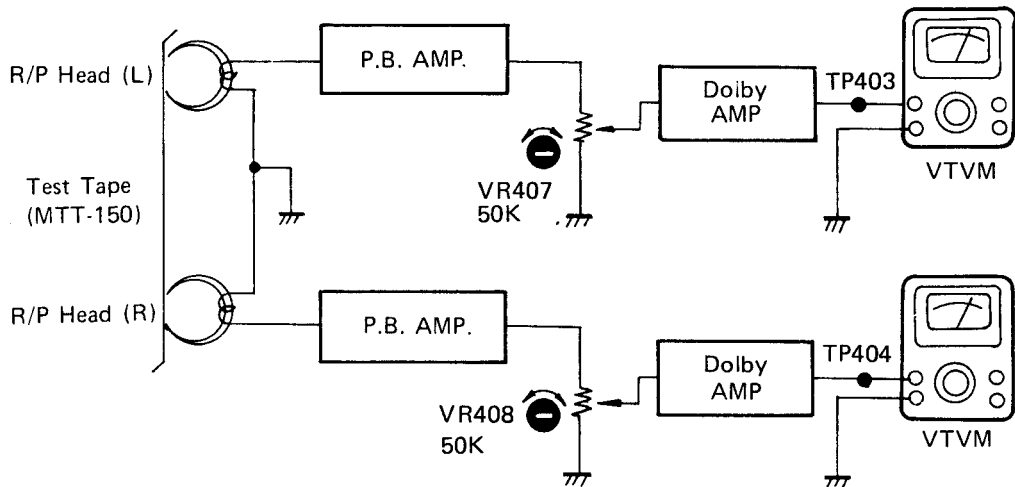 R/P Head (L)
P.B. AMP.
VR407
50K
Dolby
AMP
TP403
VTVM
Test Tape
(MTT-150)
R/P Head (R)
P.B. AMP.
VR408
50K
Dolby
AMP
TP404
VTVM